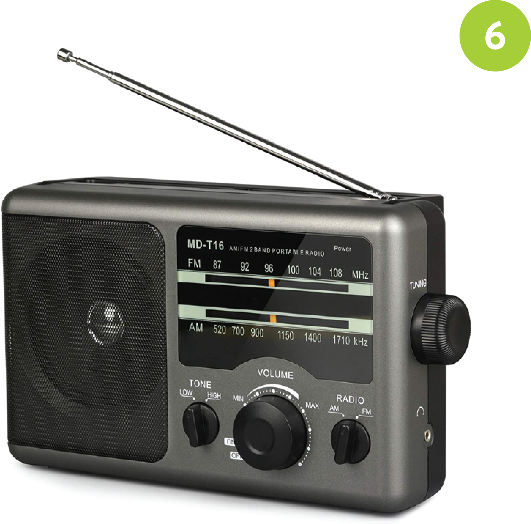 6
MD-T16 AM/FM 2 BAND PORTABLE RADIO Power
FM 87 92 96 100 104 108 MHz
TUNING
AM 520 700 900 1150 1400 1710 kHz
VOLUME
TONE
LOW HIGH
MIN MAX
RADIO
AM FM